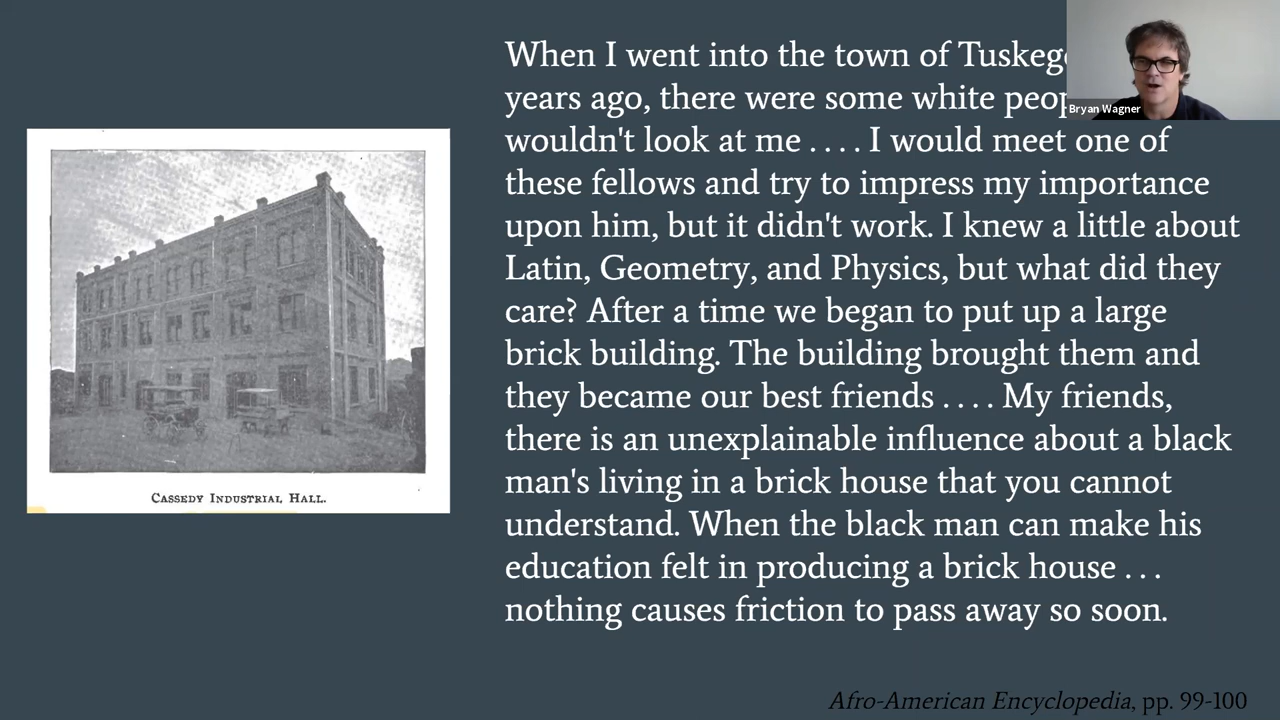 When I went into the town of
years ago, there were some white
wouldn't look at me . . . . I would meet one of
these fellows and try to impress my importance
upon him, but it didn't work. I knew a little about
Latin, Geometry, and Physics, but what did they
care? After a time we began to put up a large
brick building. The building brought them and
they became our best friends . . . . My friends,
there is an unexplainable influence about a black
man's living in a brick house that you cannot
understand. When the black man can make his
education felt in producing a brick house . . .
nothing causes friction to pass away so soon.
Bryan Wagner
CASSEDY INDUSTRIAL HALL.
Afro-American Encyclopedia, pp. 99-100